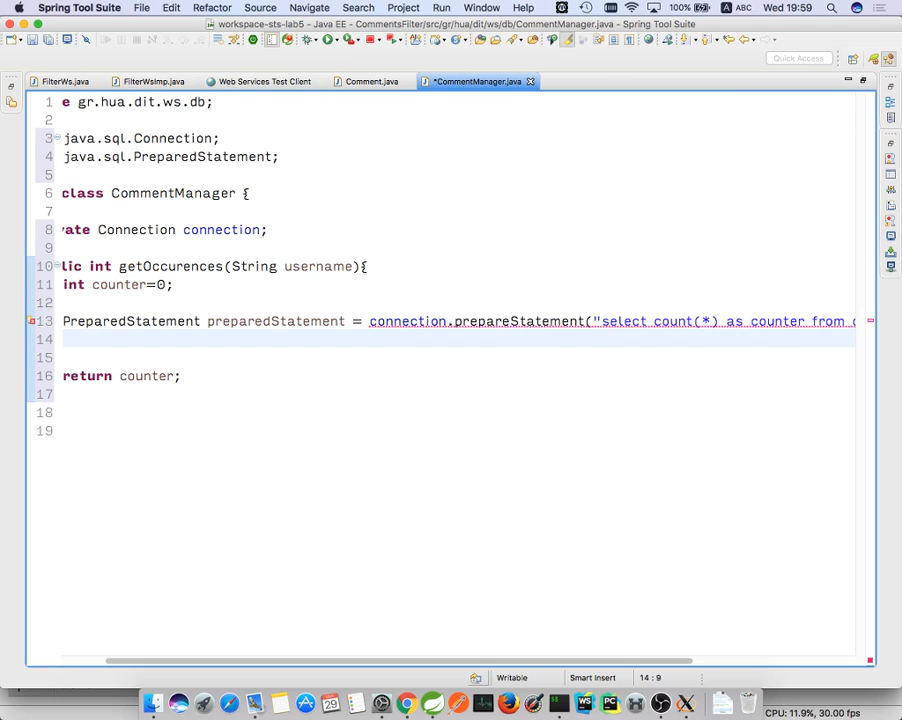 Spring Tool Suite File Edit Refactor Source Navigate Search Project Run Window Help 100% ABC Wed 19:59
workspace-sts-lab5 - Java EE - CommentsFilter/src/gr/hua/dit/ws/db/CommentManager.java - Spring Tool Suite
Quick Access
FilterWs.java FilterWsImp.java Web Services Test Client Comment.java *CommentManager.java
1 e gr.hua.dit.ws.db;
2
3 java.sql.Connection;
4 java.sql.PreparedStatement;
5
6 class CommentManager {
7
8 vate Connection connection;
9
10 lic int getOccurences(String username){
11 int counter=0;
12
13 PreparedStatement preparedStatement = connection.prepareStatement("select count(*) as counter from
14
15
16 return counter;
17
18
19
Writable Smart Insert 14 : 9
CPU: 11.9%, 30.00 fps